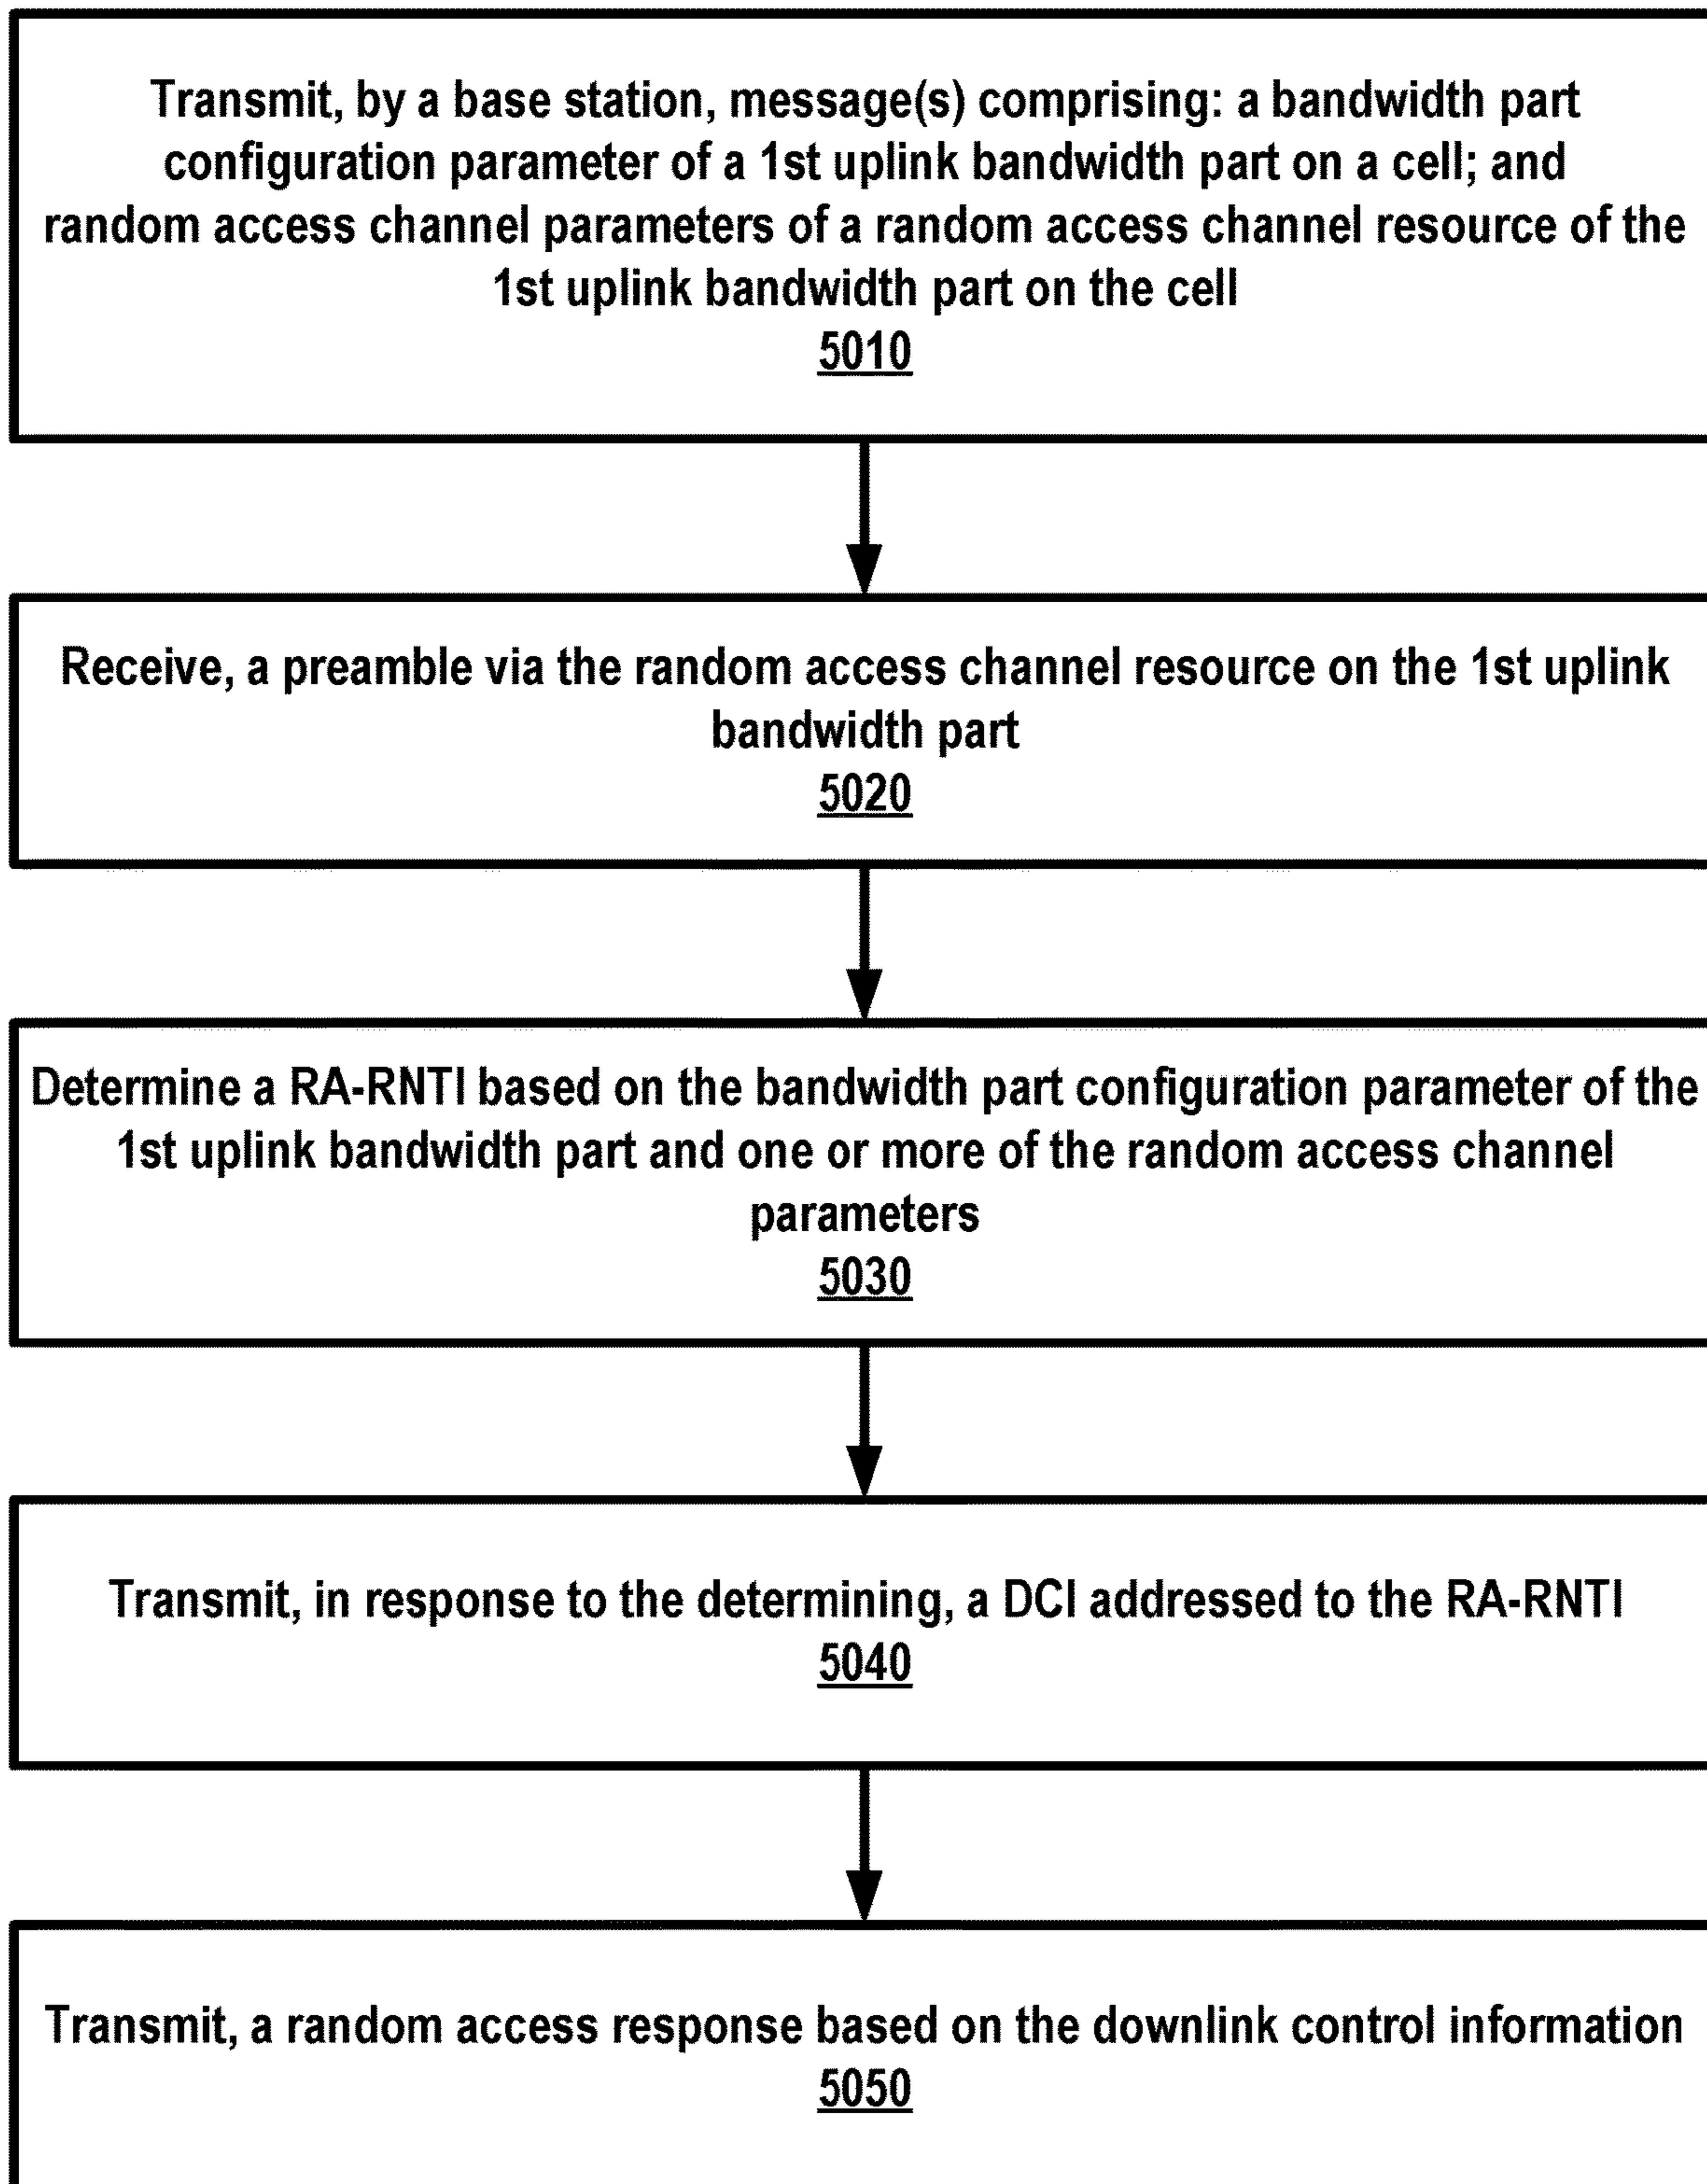 Transmit, by a base station, message(s) comprising: a bandwidth part
configuration parameter of a 1st uplink bandwidth part on a cell; and
random access channel parameters of a random access channel resource of the
1st uplink bandwidth part on the cell
5010
Receive, a preamble via the random access channel resource on the 1st uplink
bandwidth part
5020
Determine a RA-RNTI based on the bandwidth part configuration parameter of the
1st uplink bandwidth part and one or more of the random access channel
parameters
5030
Transmit, in response to the determining, a DCI addressed to the RA-RNTI
5040
Transmit, a random access response based on the downlink control information
5050